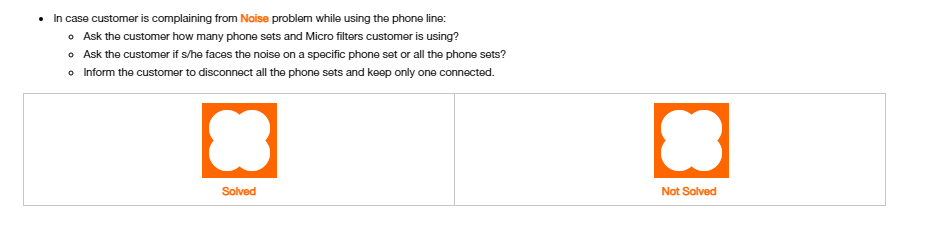 • In case customer is complaining from Noise problem while using the phone line:
o Ask the customer how many phone sets and Micro filters customer is using?
o Ask the customer if s/he faces the noise on a specific phone set or all the phone sets?
o Inform the customer to disconnect all the phone sets and keep only one connected.
Solved
Not Solved